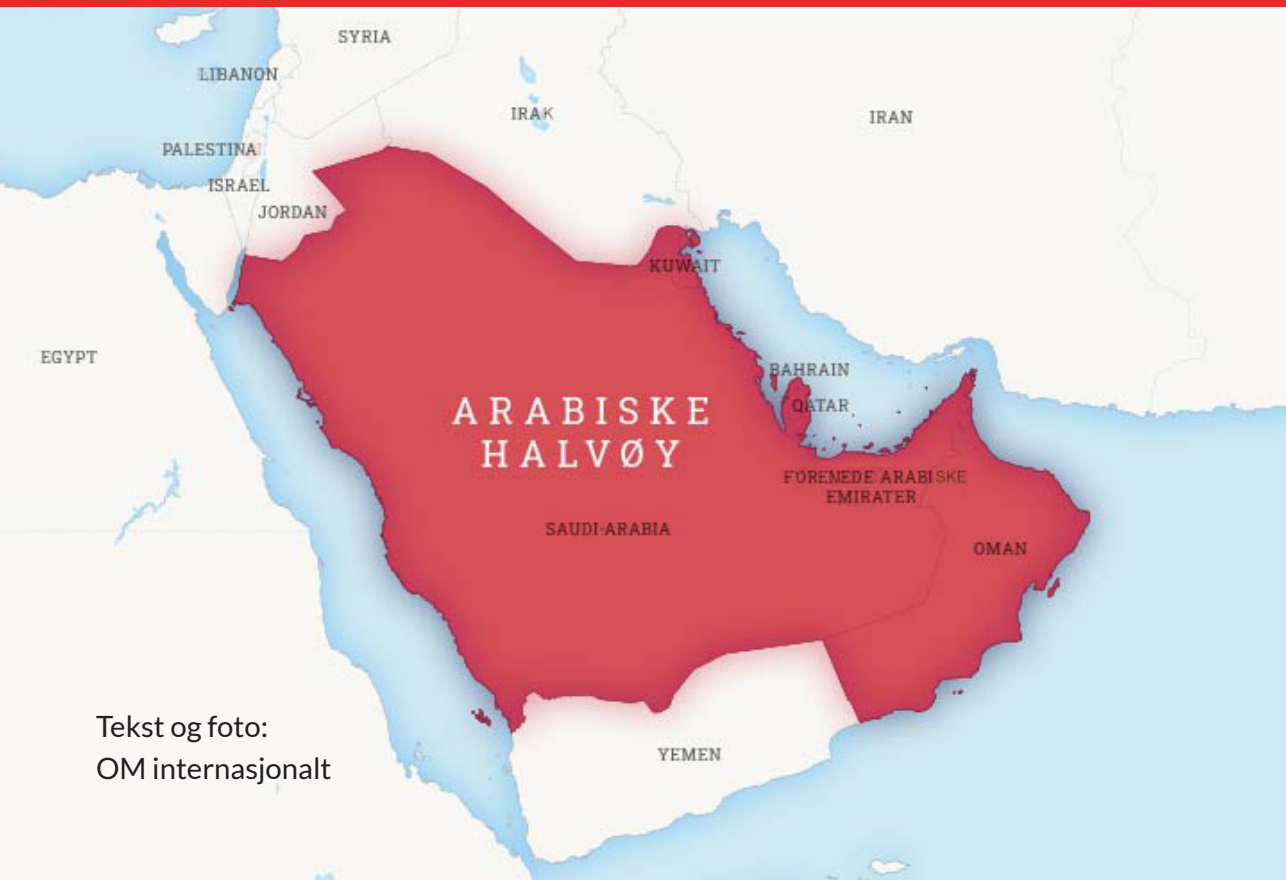 SYRIA
LIBANON
IRAK
IRAN
PALESTINA
ISRAEL
JORDAN
KUWAIT
EGYPT
BAHRAIN
QATAR
ARABISKE
HALVØY
FORENEDE ARABISKE
EMIRATER
SAUDI-ARABIA
OMAN
Tekst og foto:
OM internasjonalt
YEMEN